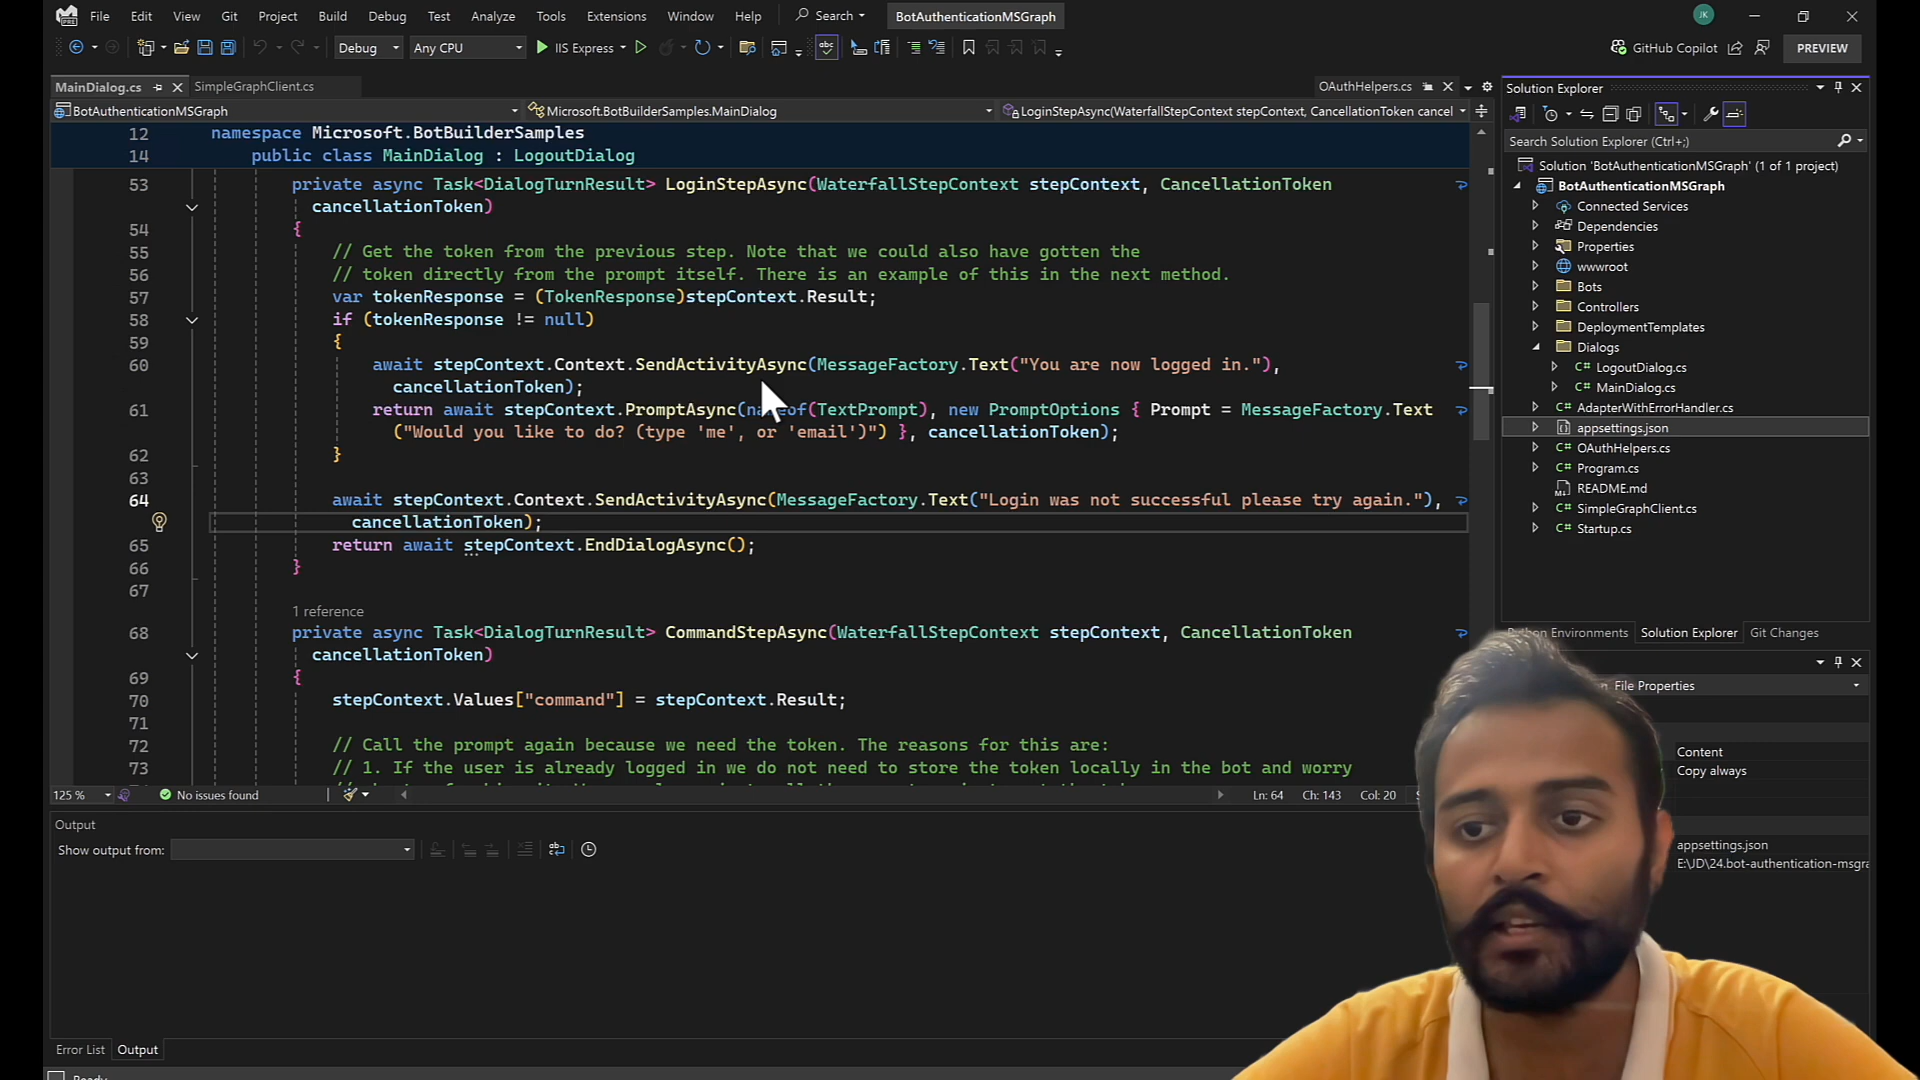 File Edit View Git Project Build Debug Test Analyze Tools Extensions Window Help Search BotAuthenticationMSGraph JK
Debug Any CPU IIS Express GitHub Copilot PREVIEW
MainDialog.cs SimpleGraphClient.cs OAuthHelpers.cs
BotAuthenticationMSGraph Microsoft.BotBuilderSamples.MainDialog LoginStepAsync(WaterfallStepContext stepContext, CancellationToken cancel
12 namespace Microsoft.BotBuilderSamples
14 public class MainDialog : LogoutDialog
53 private async Task<DialogTurnResult> LoginStepAsync(WaterfallStepContext stepContext, CancellationToken
cancellationToken)
54 {
55 // Get the token from the previous step. Note that we could also have gotten the
56 // token directly from the prompt itself. There is an example of this in the next method.
57 var tokenResponse = (TokenResponse)stepContext.Result;
58 if (tokenResponse != null)
59 {
60 await stepContext.Context.SendActivityAsync(MessageFactory.Text("You are now logged in."),
cancellationToken);
61 return await stepContext.PromptAsync(nameof(TextPrompt), new PromptOptions { Prompt = MessageFactory.Text
("Would you like to do? (type 'me', or 'email')") }, cancellationToken);
62 }
63
64 await stepContext.Context.SendActivityAsync(MessageFactory.Text("Login was not successful please try again."),
cancellationToken);
65 return await stepContext.EndDialogAsync();
66 }
67
1 reference
68 private async Task<DialogTurnResult> CommandStepAsync(WaterfallStepContext stepContext, CancellationToken
cancellationToken)
69 {
70 stepContext.Values["command"] = stepContext.Result;
71
72 // Call the prompt again because we need the token. The reasons for this are:
73 // 1. If the user is already logged in we do not need to store the token locally in the bot and worry
125 % No issues found Ln: 64 Ch: 143 Col: 20
Output
Show output from:
Error List Output
Ready
Solution Explorer
Search Solution Explorer (Ctrl+;)
Solution 'BotAuthenticationMSGraph' (1 of 1 project)
BotAuthenticationMSGraph
Connected Services
Dependencies
Properties
wwwroot
Bots
Controllers
DeploymentTemplates
Dialogs
C# LogoutDialog.cs
C# MainDialog.cs
C# AdapterWithErrorHandler.cs
appsettings.json
C# OAuthHelpers.cs
C# Program.cs
README.md
C# SimpleGraphClient.cs
C# Startup.cs
Environments Solution Explorer Git Changes
File Properties
Content
Copy always
appsettings.json
E:\JD\24.bot-authentication-msgra